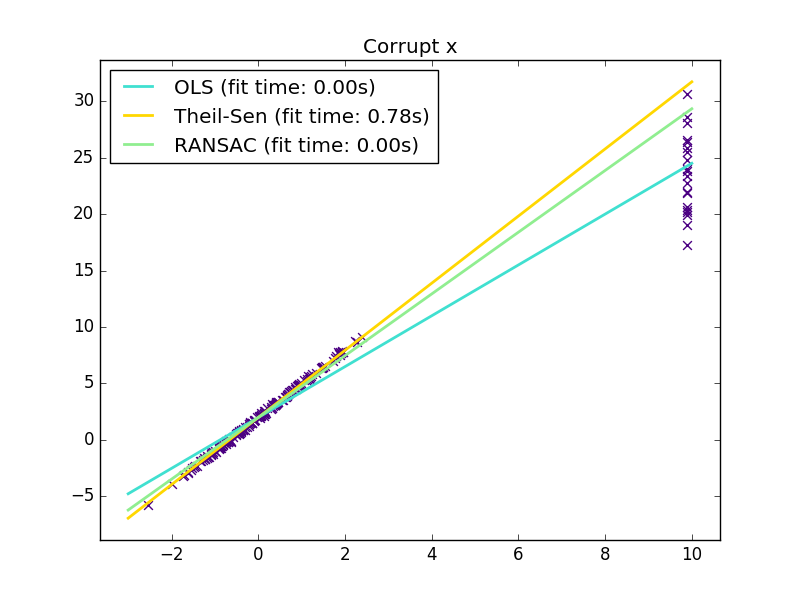 Corrupt x
OLS (fit time: 0.00s)
Theil-Sen (fit time: 0.78s)
RANSAC (fit time: 0.00s)
30
25
20
15
10
5
0
−5
−2 0 2 4 6 8 10